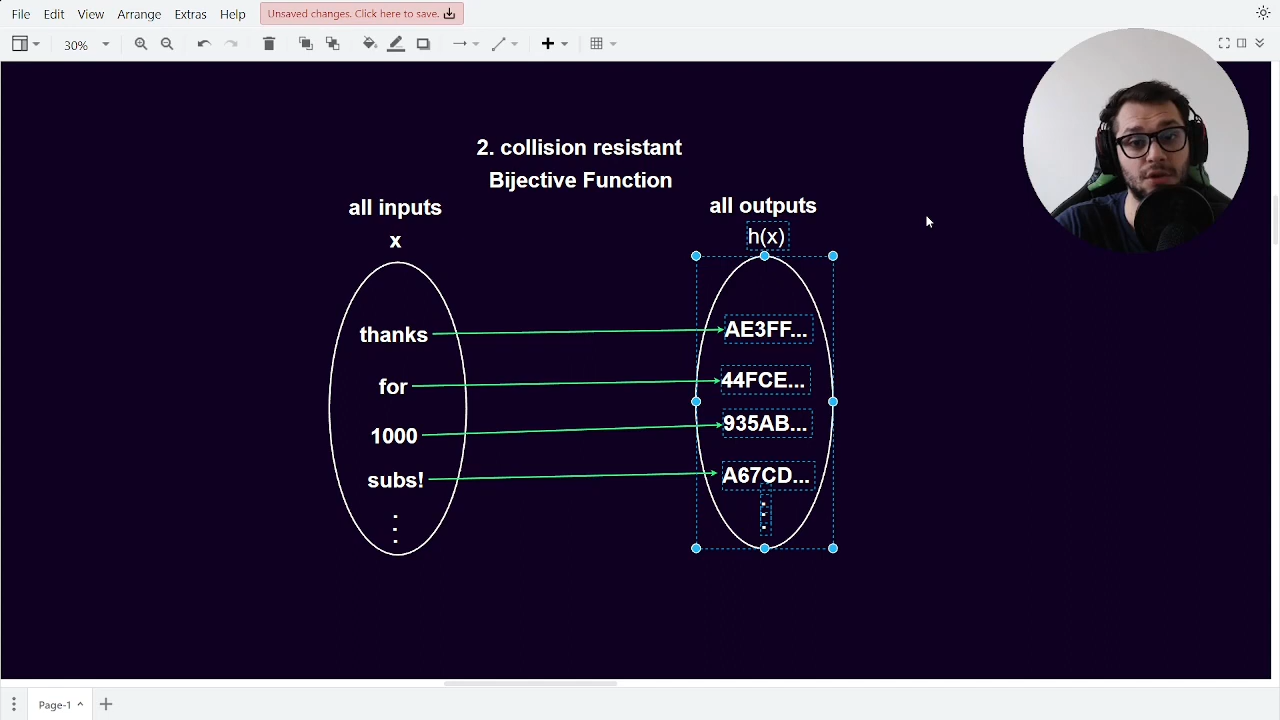 File Edit View Arrange Extras Help Unsaved changes. Click here to save.
30%
2. collision resistant
Bijective Function
all inputs
x
all outputs
h(x)
thanks
for
1000
subs!
AE3FF...
44FCE...
935AB...
A67CD...
Page-1